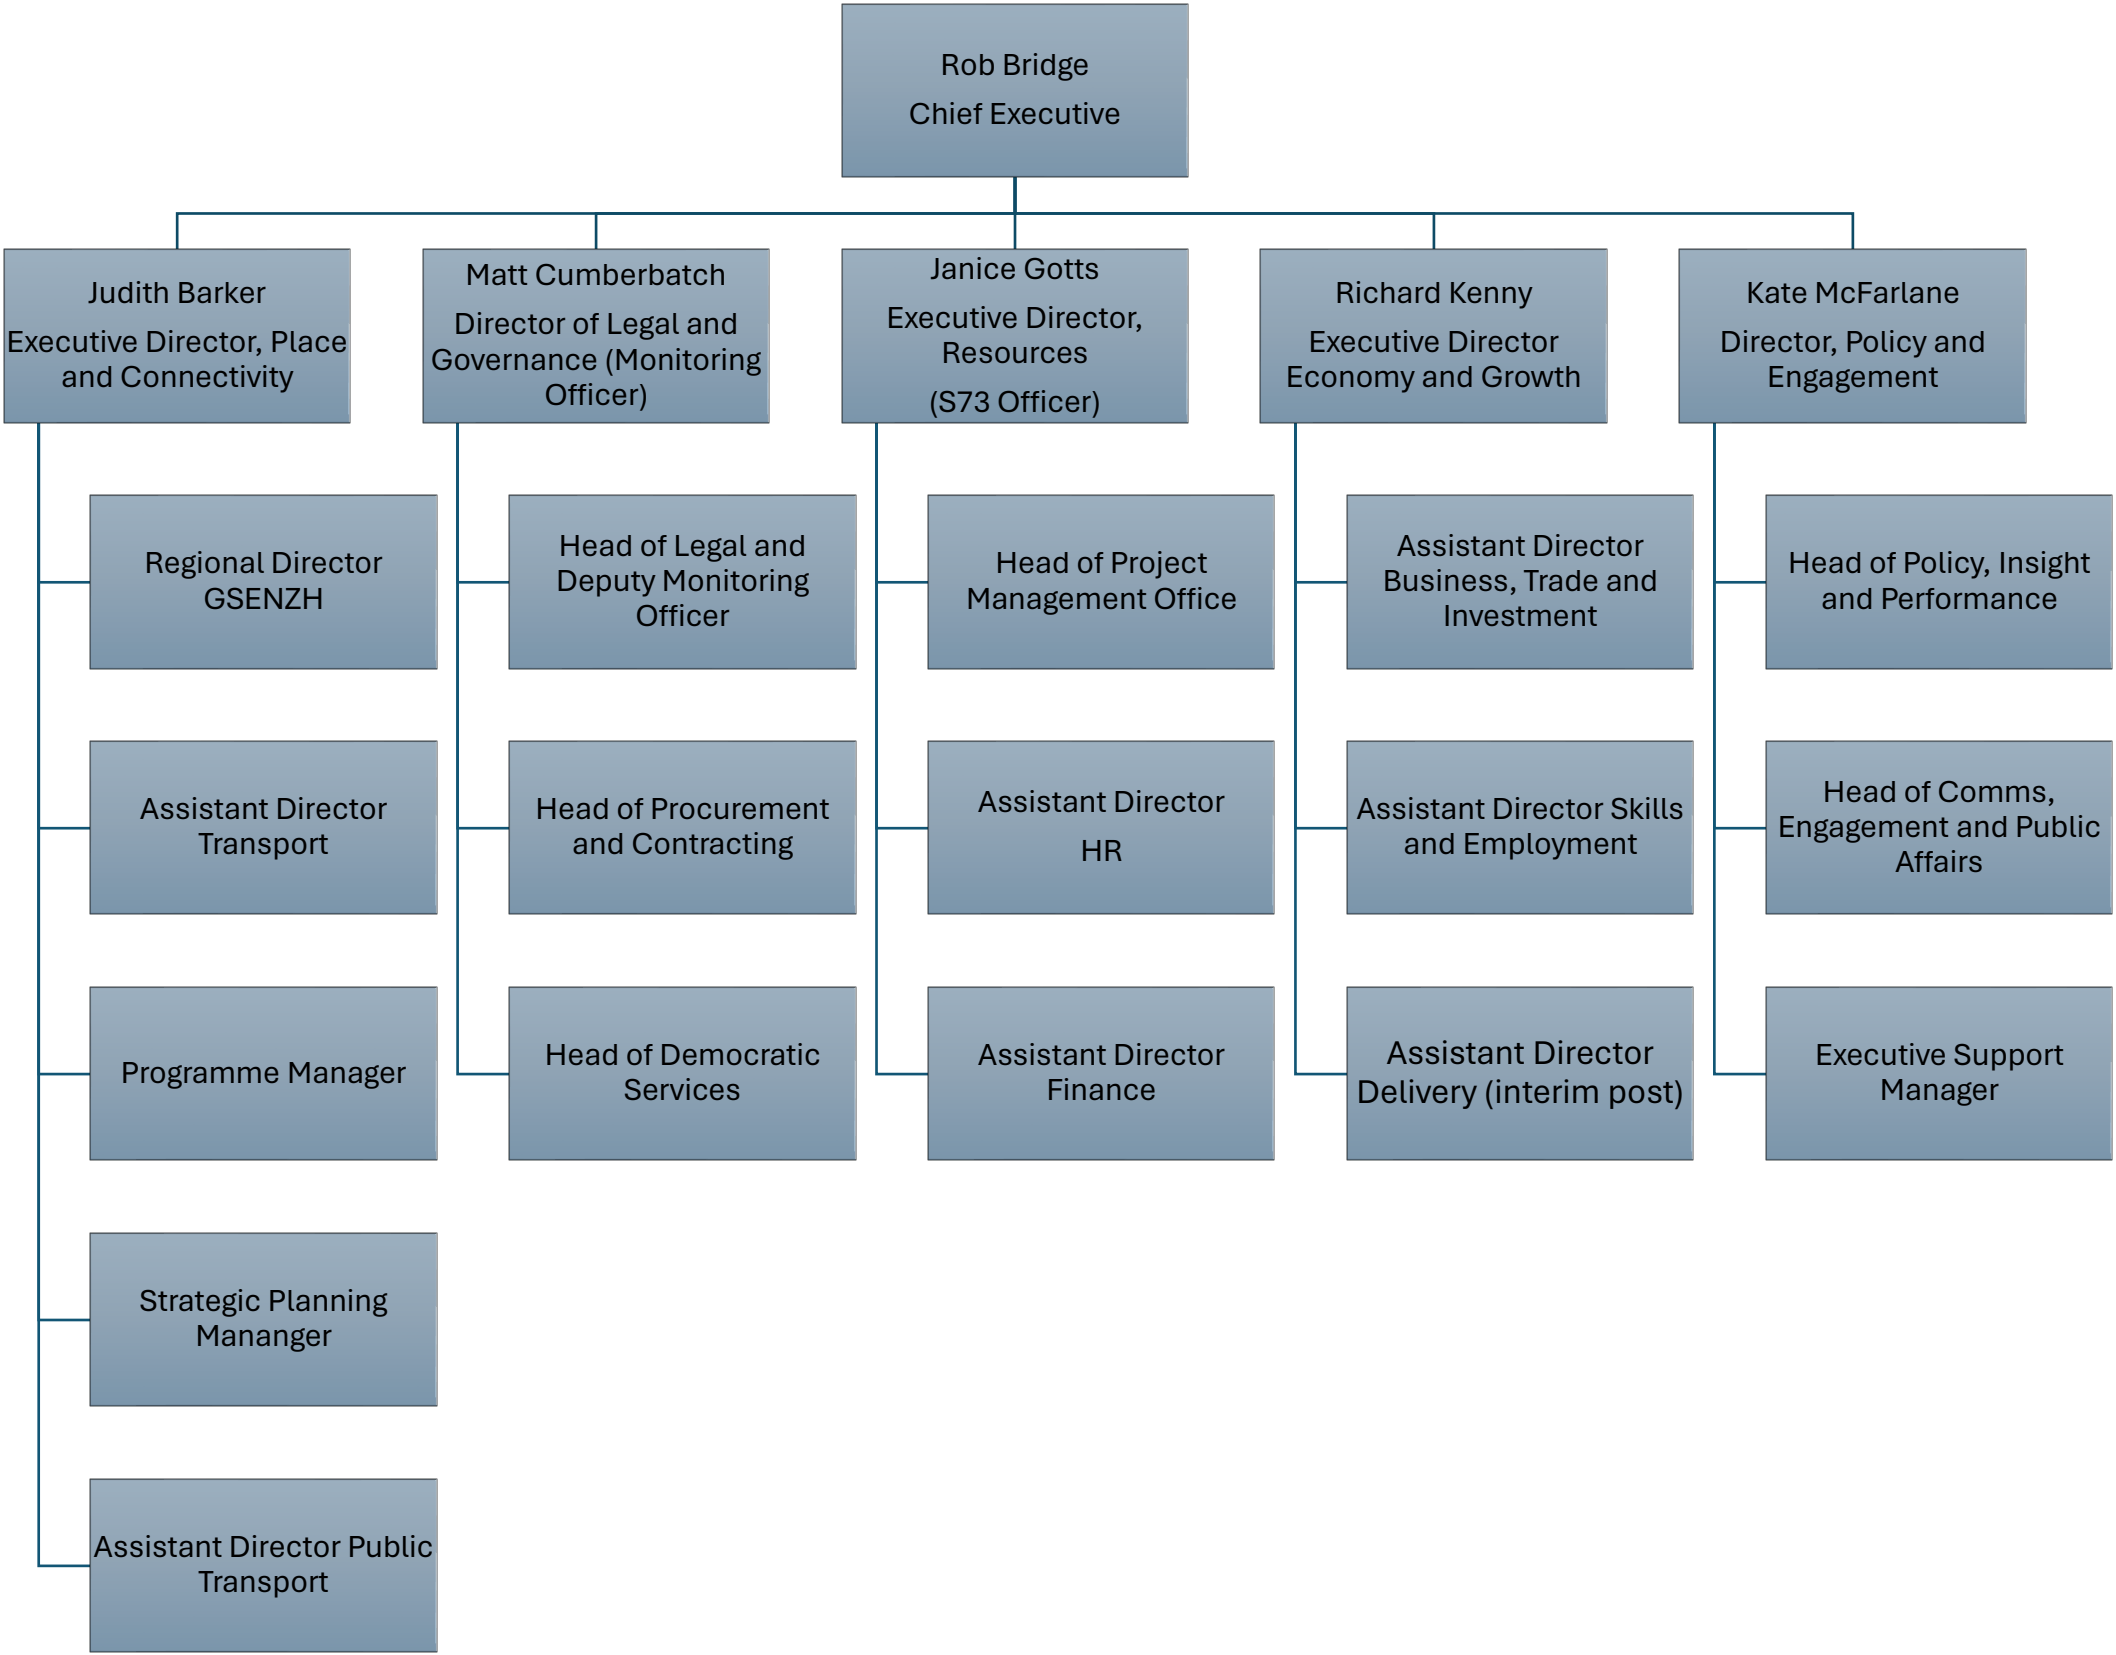 Rob Bridge
Chief Executive
Judith Barker
Executive Director, Place
and Connectivity
Matt Cumberbatch
Director of Legal and
Governance (Monitoring
Officer)
Janice Gotts
Executive Director,
Resources
(S73 Officer)
Richard Kenny
Executive Director
Economy and Growth
Kate McFarlane
Director, Policy and
Engagement
Regional Director
GSENZH
Head of Legal and
Deputy Monitoring
Officer
Head of Project
Management Office
Assistant Director
Business, Trade and
Investment
Head of Policy, Insight
and Performance
Assistant Director
Transport
Head of Procurement
and Contracting
Assistant Director
HR
Assistant Director Skills
and Employment
Head of Comms,
Engagement and Public
Affairs
Programme Manager
Head of Democratic
Services
Assistant Director
Finance
Assistant Director
Delivery (interim post)
Executive Support
Manager
Strategic Planning
Mananger
Assistant Director Public
Transport